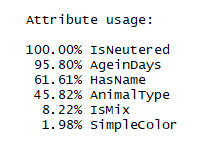 Attribute usage:
100.00% IsNeutered
95.80% AgeinDays
61.61% HasName
45.82% AnimalType
8.22% IsMix
1.98% SimpleColor